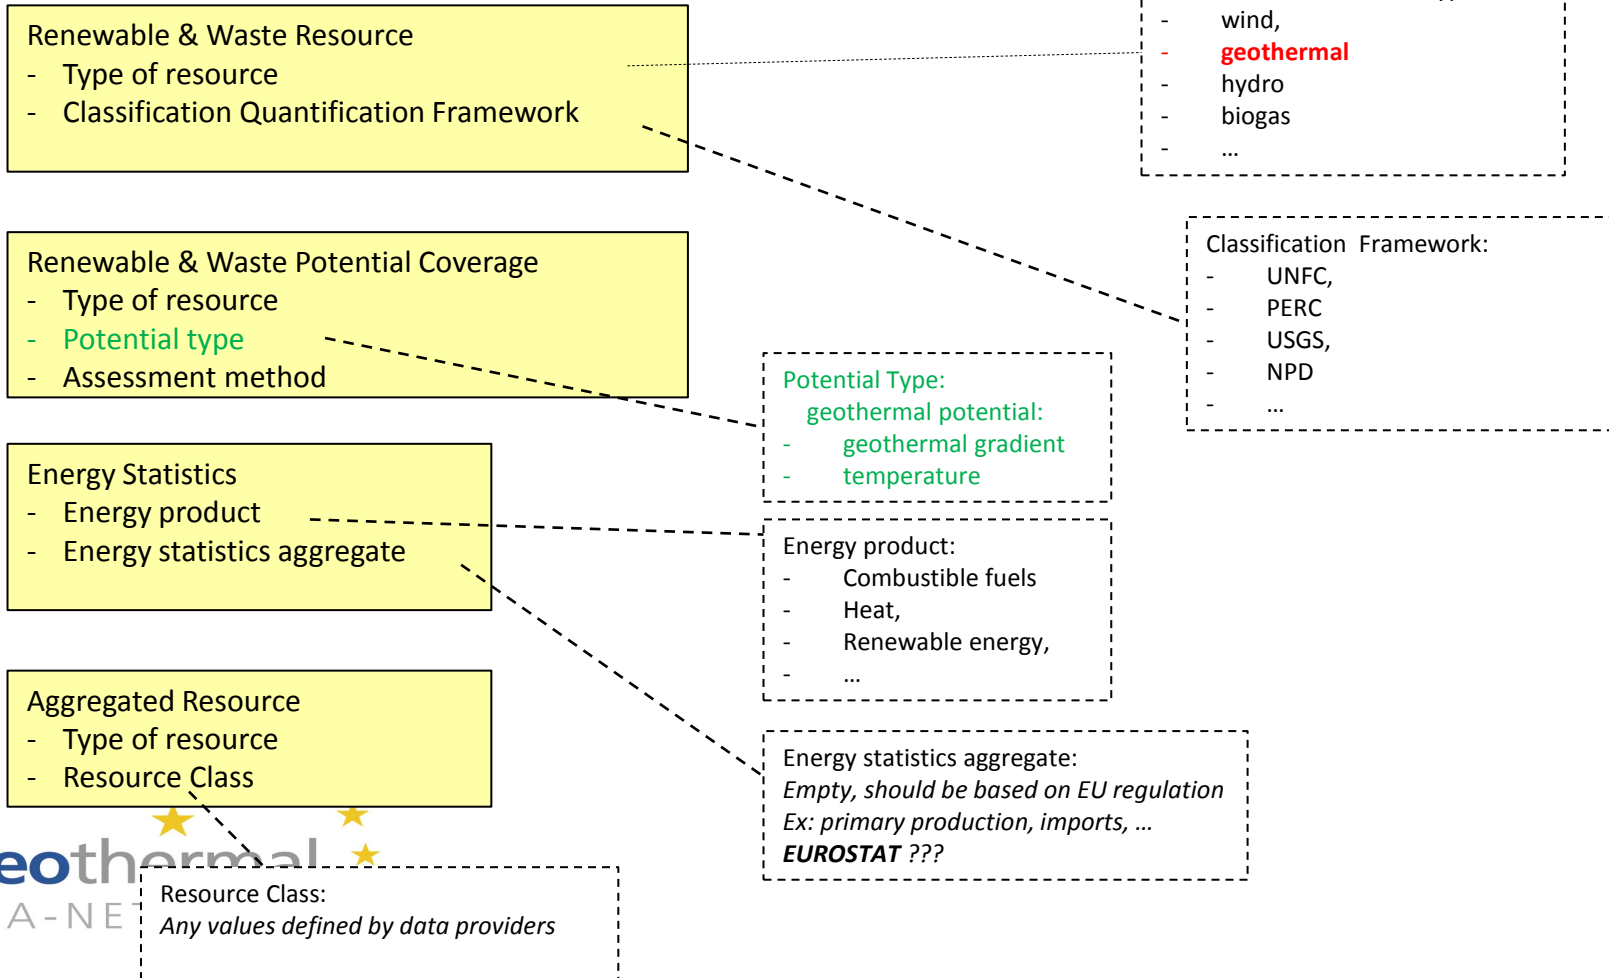 Renewable & Waste Resource
- Type of resource
- Classification Quantification Framework
- wind,
- geothermal
- hydro
- biogas
- ...
Renewable & Waste Potential Coverage
- Type of resource
- Potential type
- Assessment method
Classification Framework:
- UNFC,
- PERC
- USGS,
- NPD
- ...
Potential Type:
geothermal potential:
- geothermal gradient
- temperature
Energy Statistics
- Energy product
- Energy statistics aggregate
Energy product:
- Combustible fuels
- Heat,
- Renewable energy,
- ...
Aggregated Resource
- Type of resource
- Resource Class
Energy statistics aggregate:
Empty, should be based on EU regulation
Ex: primary production, imports, ...
EUROSTAT ???
eothermal
A-NET
Resource Class:
Any values defined by data providers